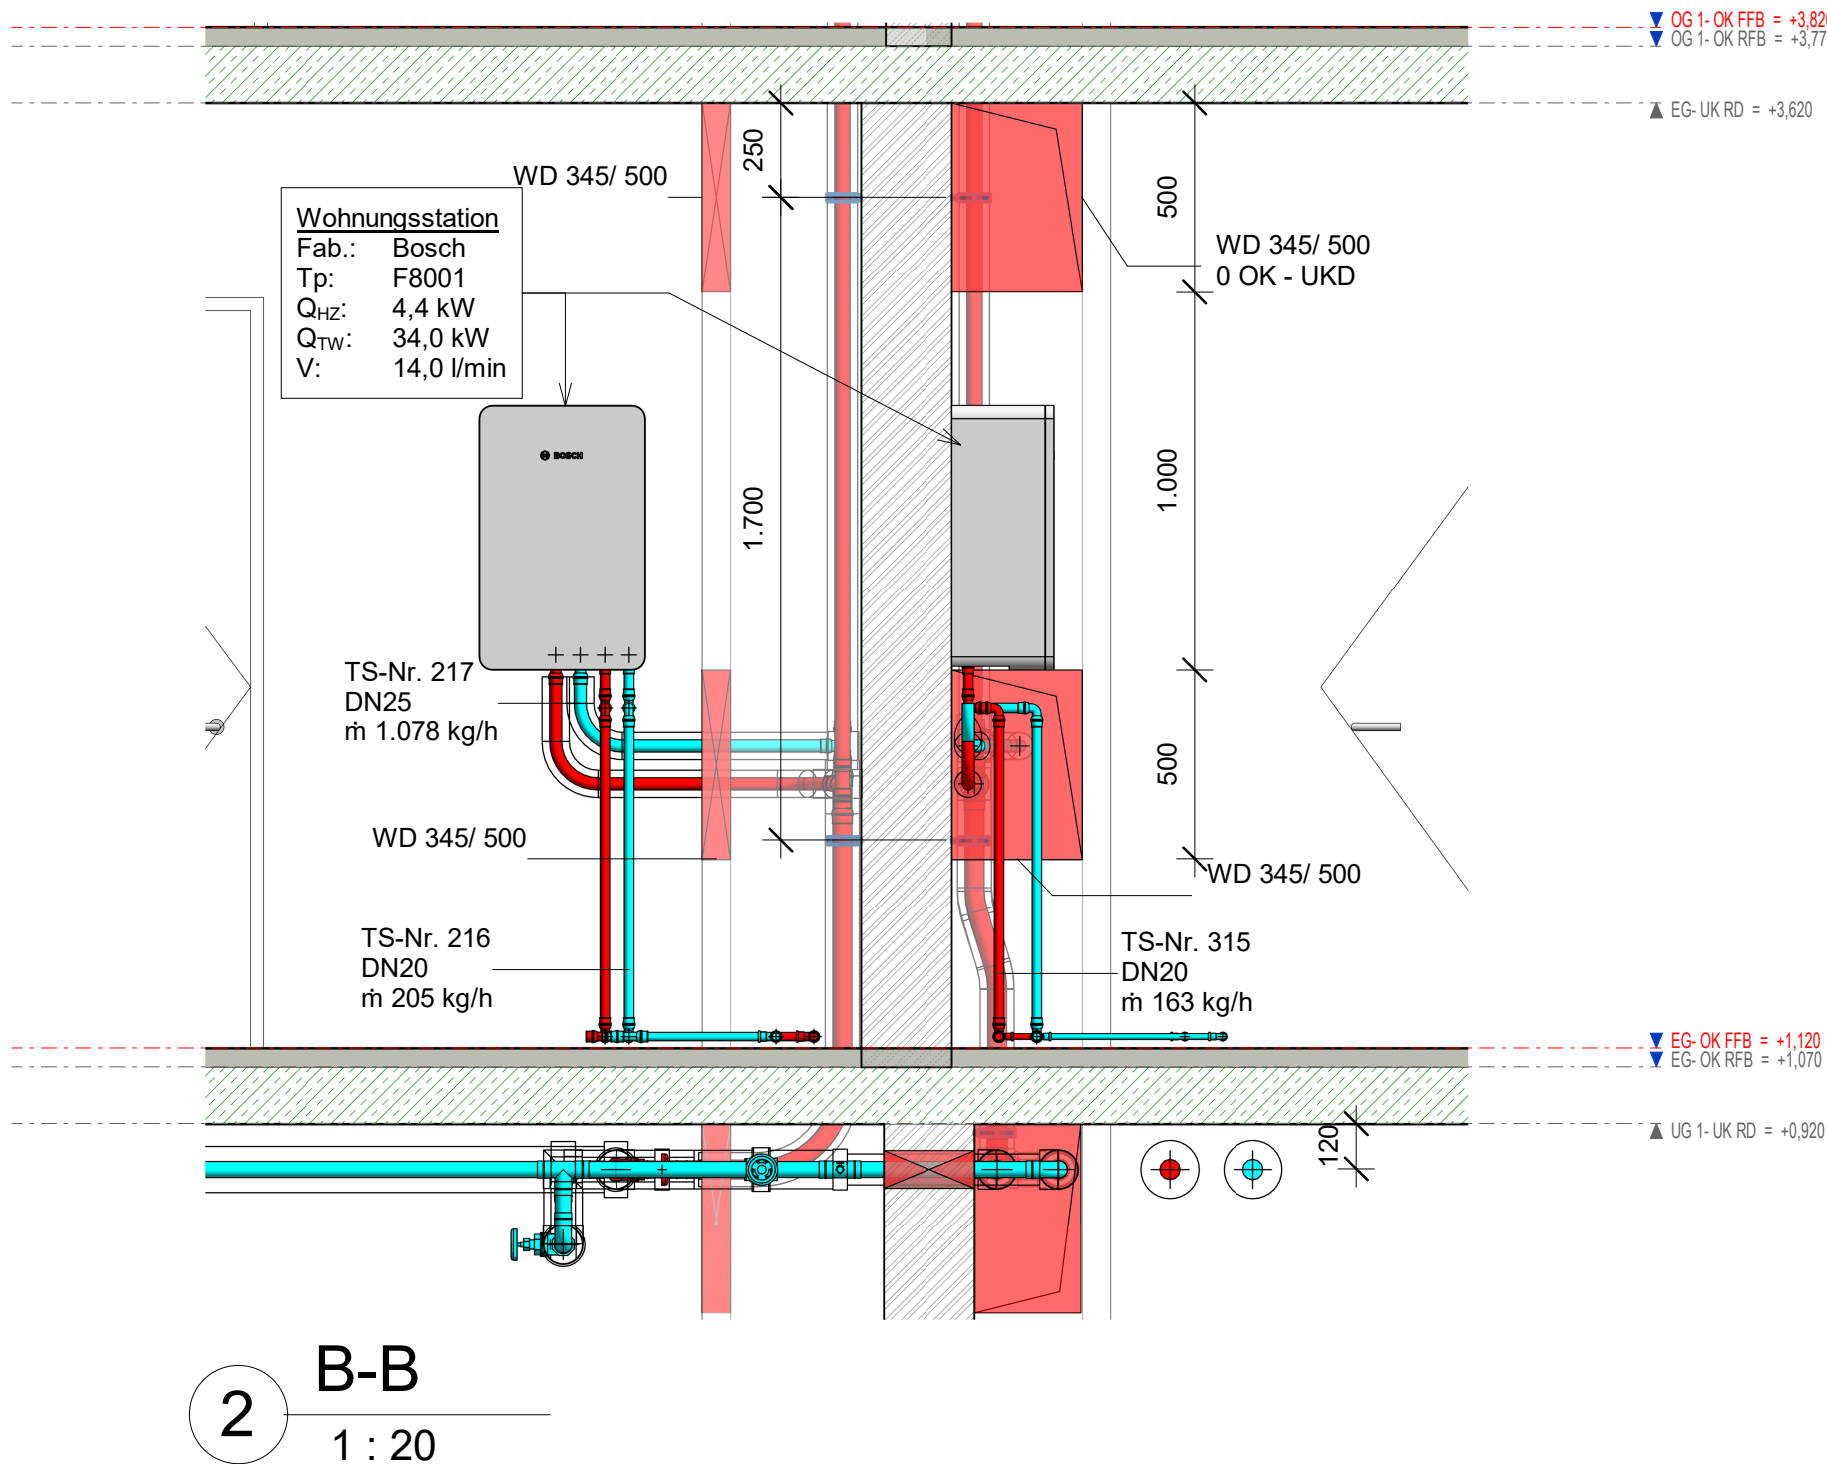 OG 1- OK FFB = +3,820
OG 1- OK RFB = +3,77
EG- UK RD = +3,620
250
WD 345/ 500
500
Wohnungsstation
Fab.: Bosch
Tp: F8001
QHZ: 4,4 kW
QTW: 34,0 kW
V: 14,0 l/min
WD 345/ 500
0 OK - UKD
BOSCH
1.000
1.700
TS-Nr. 217
DN25
ṁ 1.078 kg/h
500
WD 345/ 500
WD 345/ 500
TS-Nr. 216
DN20
ṁ 205 kg/h
TS-Nr. 315
DN20
ṁ 163 kg/h
EG- OK FFB = +1,120
EG- OK RFB = +1,070
UG 1- UK RD = +0,920
120
2
B-B
1 : 20